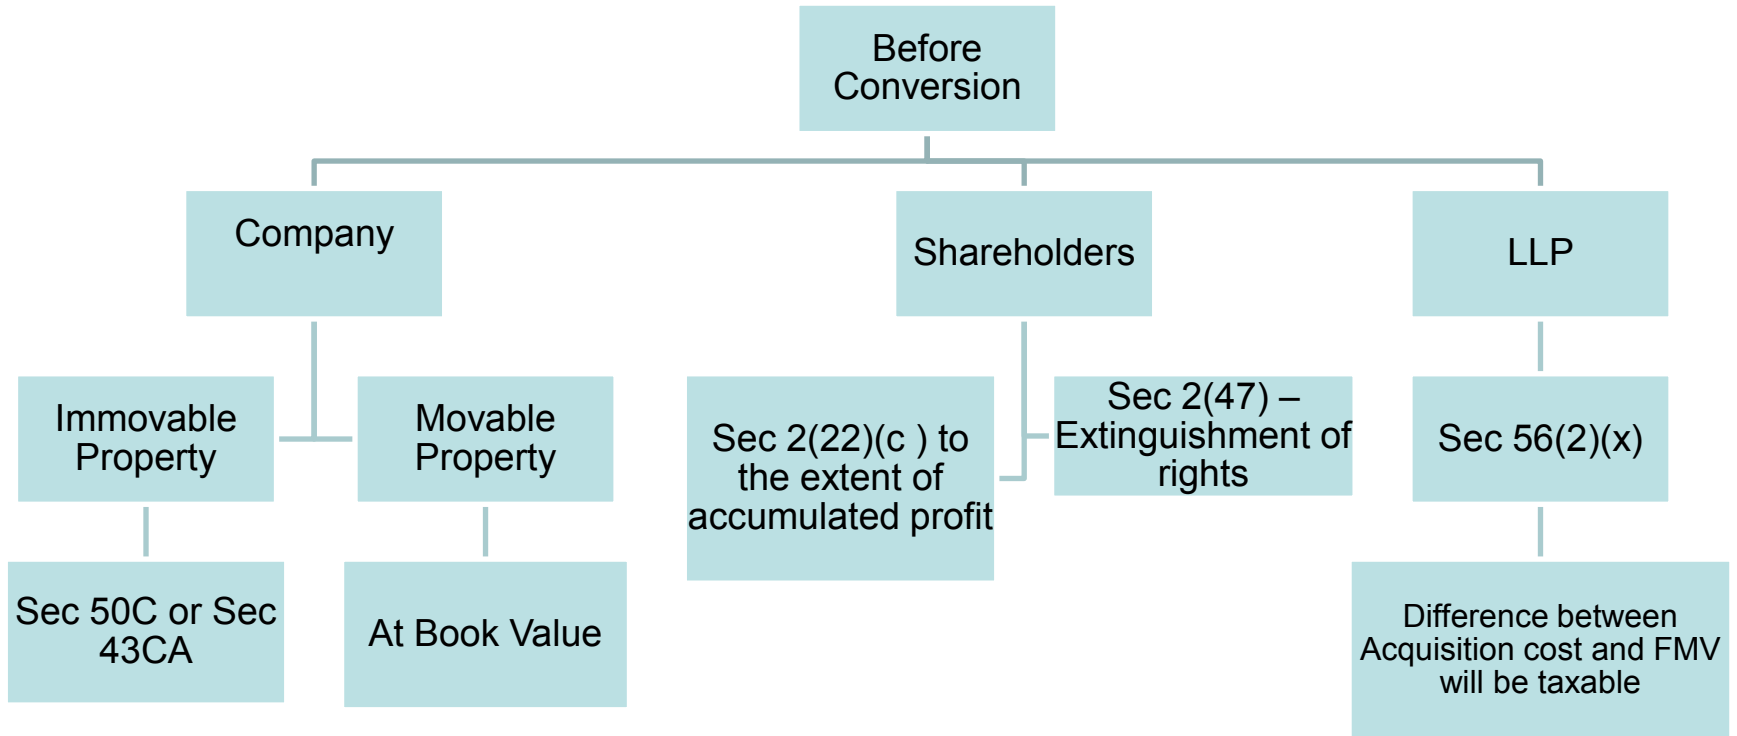 Before
Conversion
Company
Shareholders
LLP
Immovable
Property
Movable
Property
Sec 2(22)(c ) to
the extent of
accumulated profit
Sec 2(47) –
Extinguishment of
rights
Sec 56(2)(x)
Sec 50C or Sec
43CA
At Book Value
Difference between
Acquisition cost and FMV
will be taxable